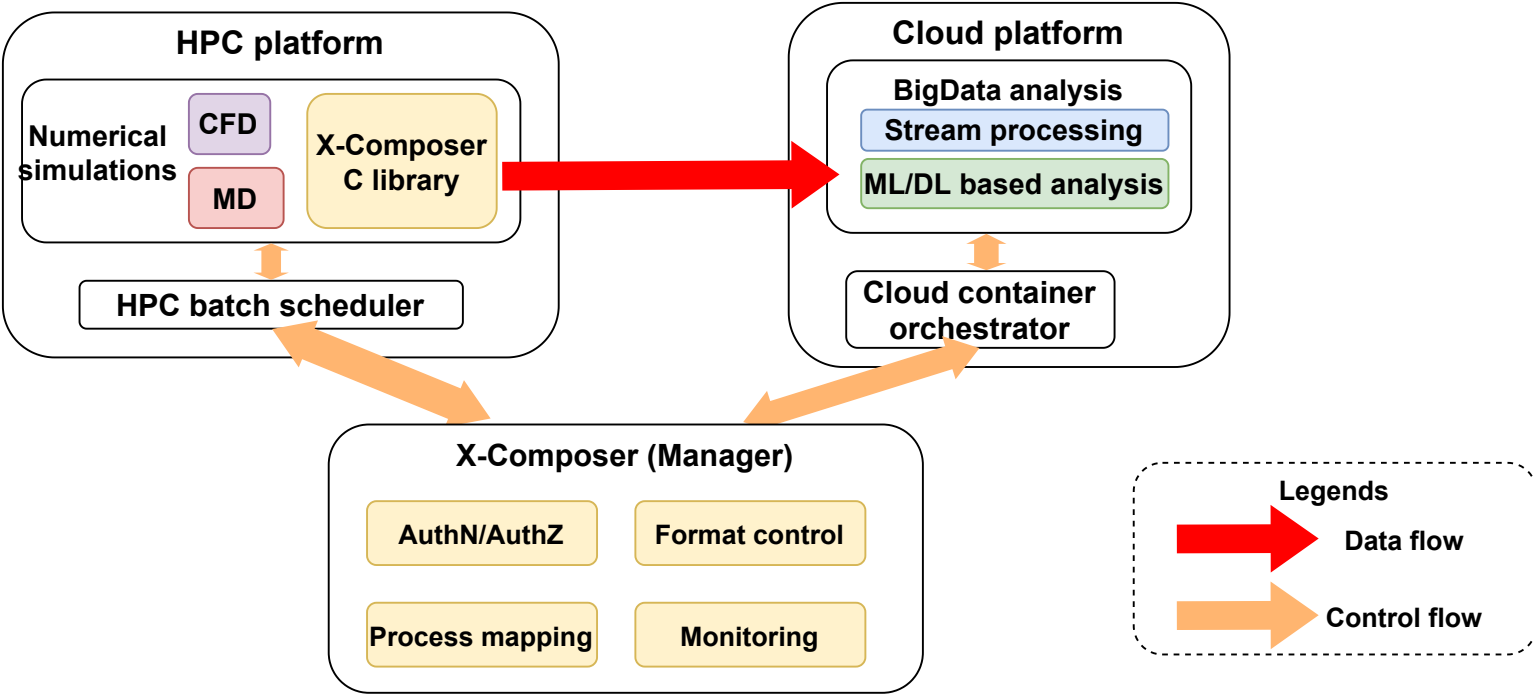 HPC platform
Numerical
simulations
CFD
MD
X-Composer
C library
HPC batch scheduler
Cloud platform
BigData analysis
Stream processing
ML/DL based analysis
Cloud container
orchestrator
X-Composer (Manager)
AuthN/AuthZ
Format control
Process mapping
Monitoring
Legends
Data flow
Control flow